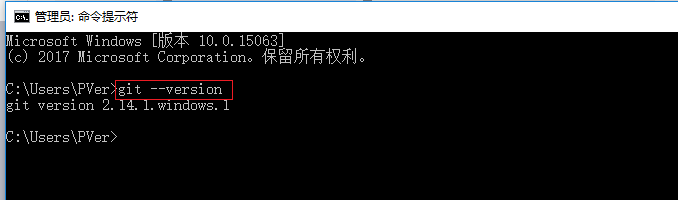 管理员: 命令提示符
Microsoft Windows [版本 10.0.15063]
(c) 2017 Microsoft Corporation。保留所有权利。
C:\Users\PVer>git --version
git version 2.14.1.windows.1
C:\Users\PVer>